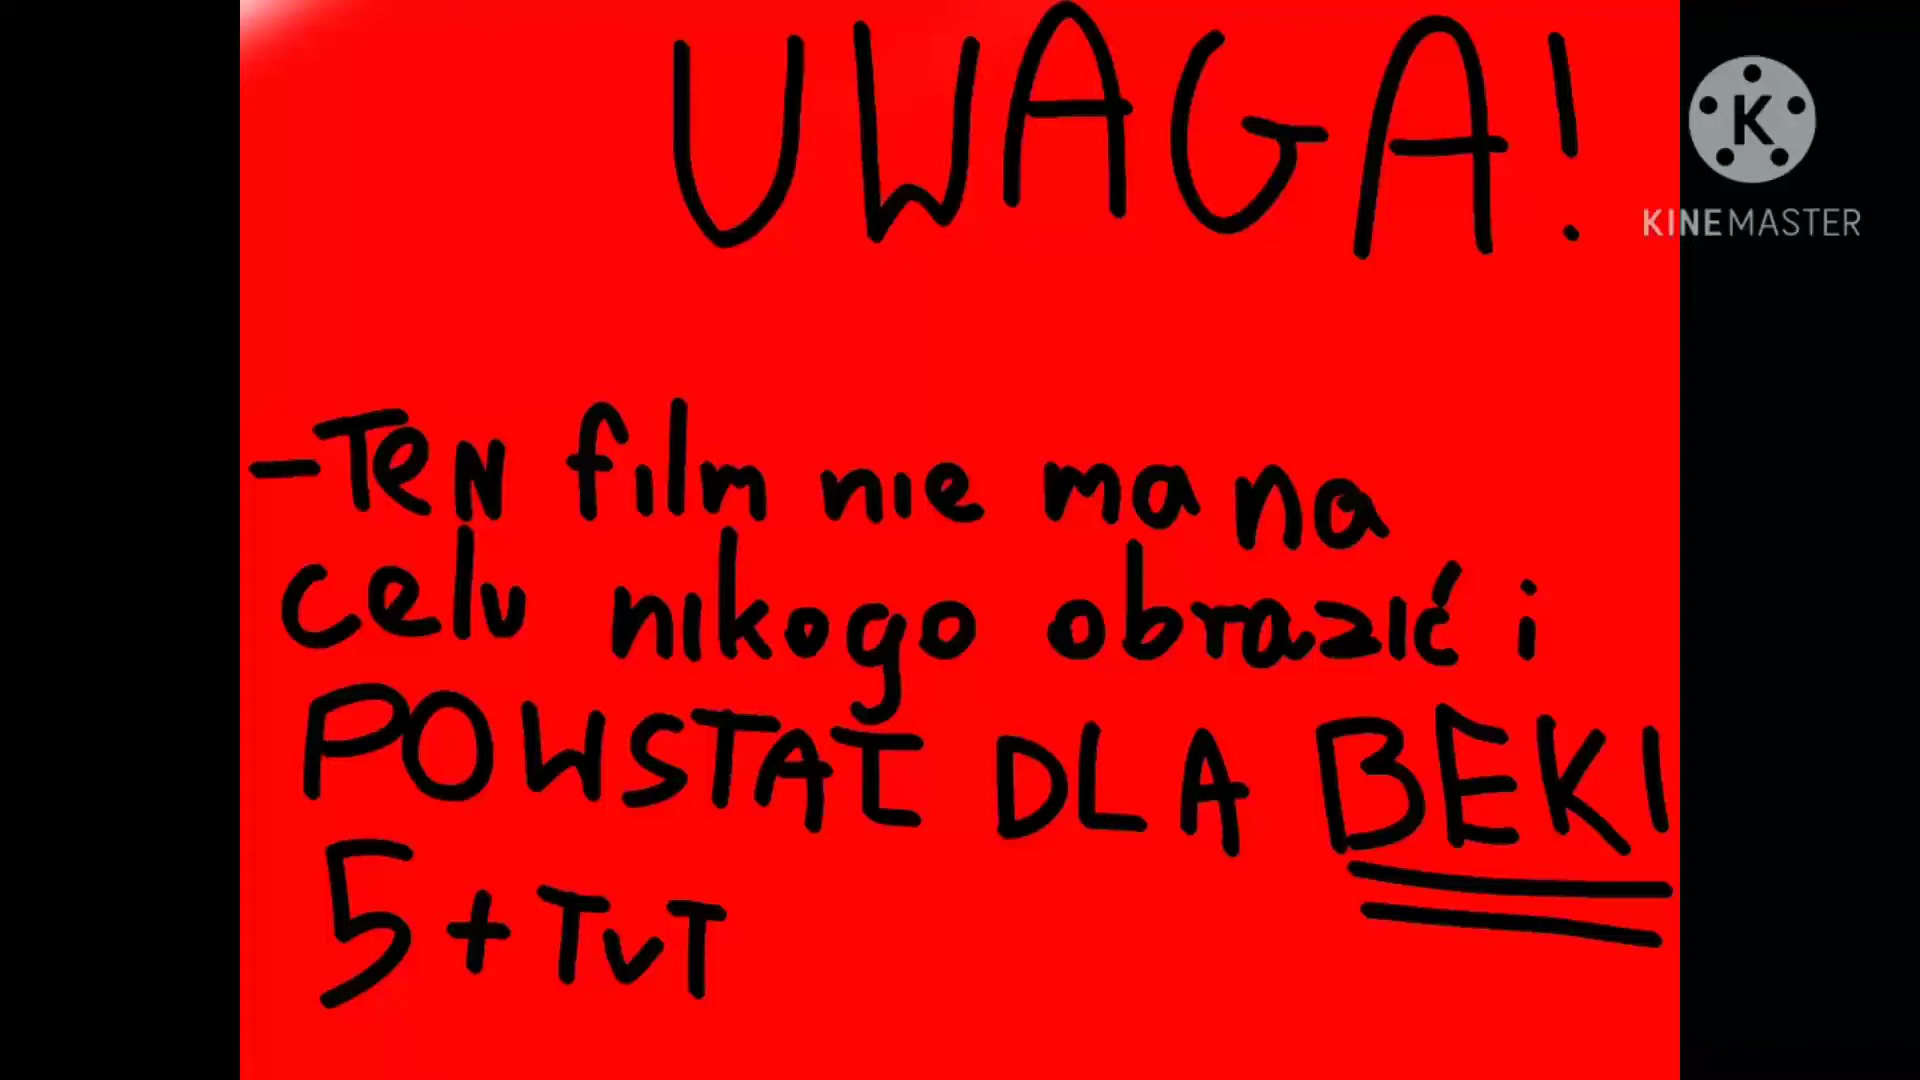 UWAGA!
KINEMASTER
-Ten film nie ma na
celu nikogo obrazić i
POWSTAŁ DLA BEKI
5+TvT